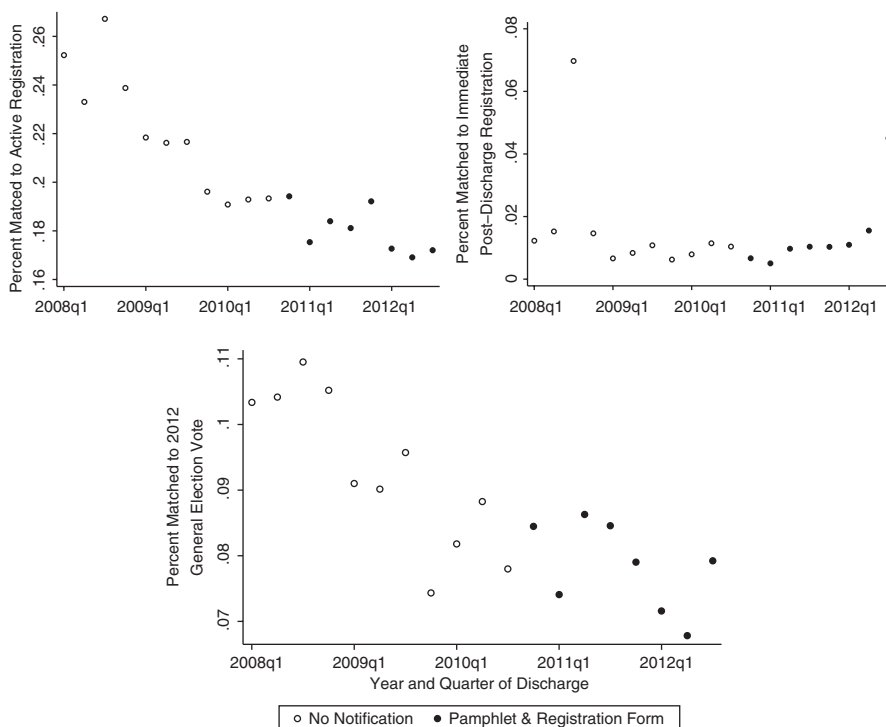 Percent Matced to Active Registration
.26
.24
.22
.2
.18
.16
2008q1 2009q1 2010q1 2011q1 2012q1
Percent Matched to Immediate
Post–Discharge Registration
.08
.06
.04
.02
0
2008q1 2009q1 2010q1 2011q1 2012q1
Percent Matched to 2012
General Election Vote
.11
.1
.09
.08
.07
2008q1 2009q1 2010q1 2011q1 2012q1
Year and Quarter of Discharge
No Notification Pamphlet & Registration Form